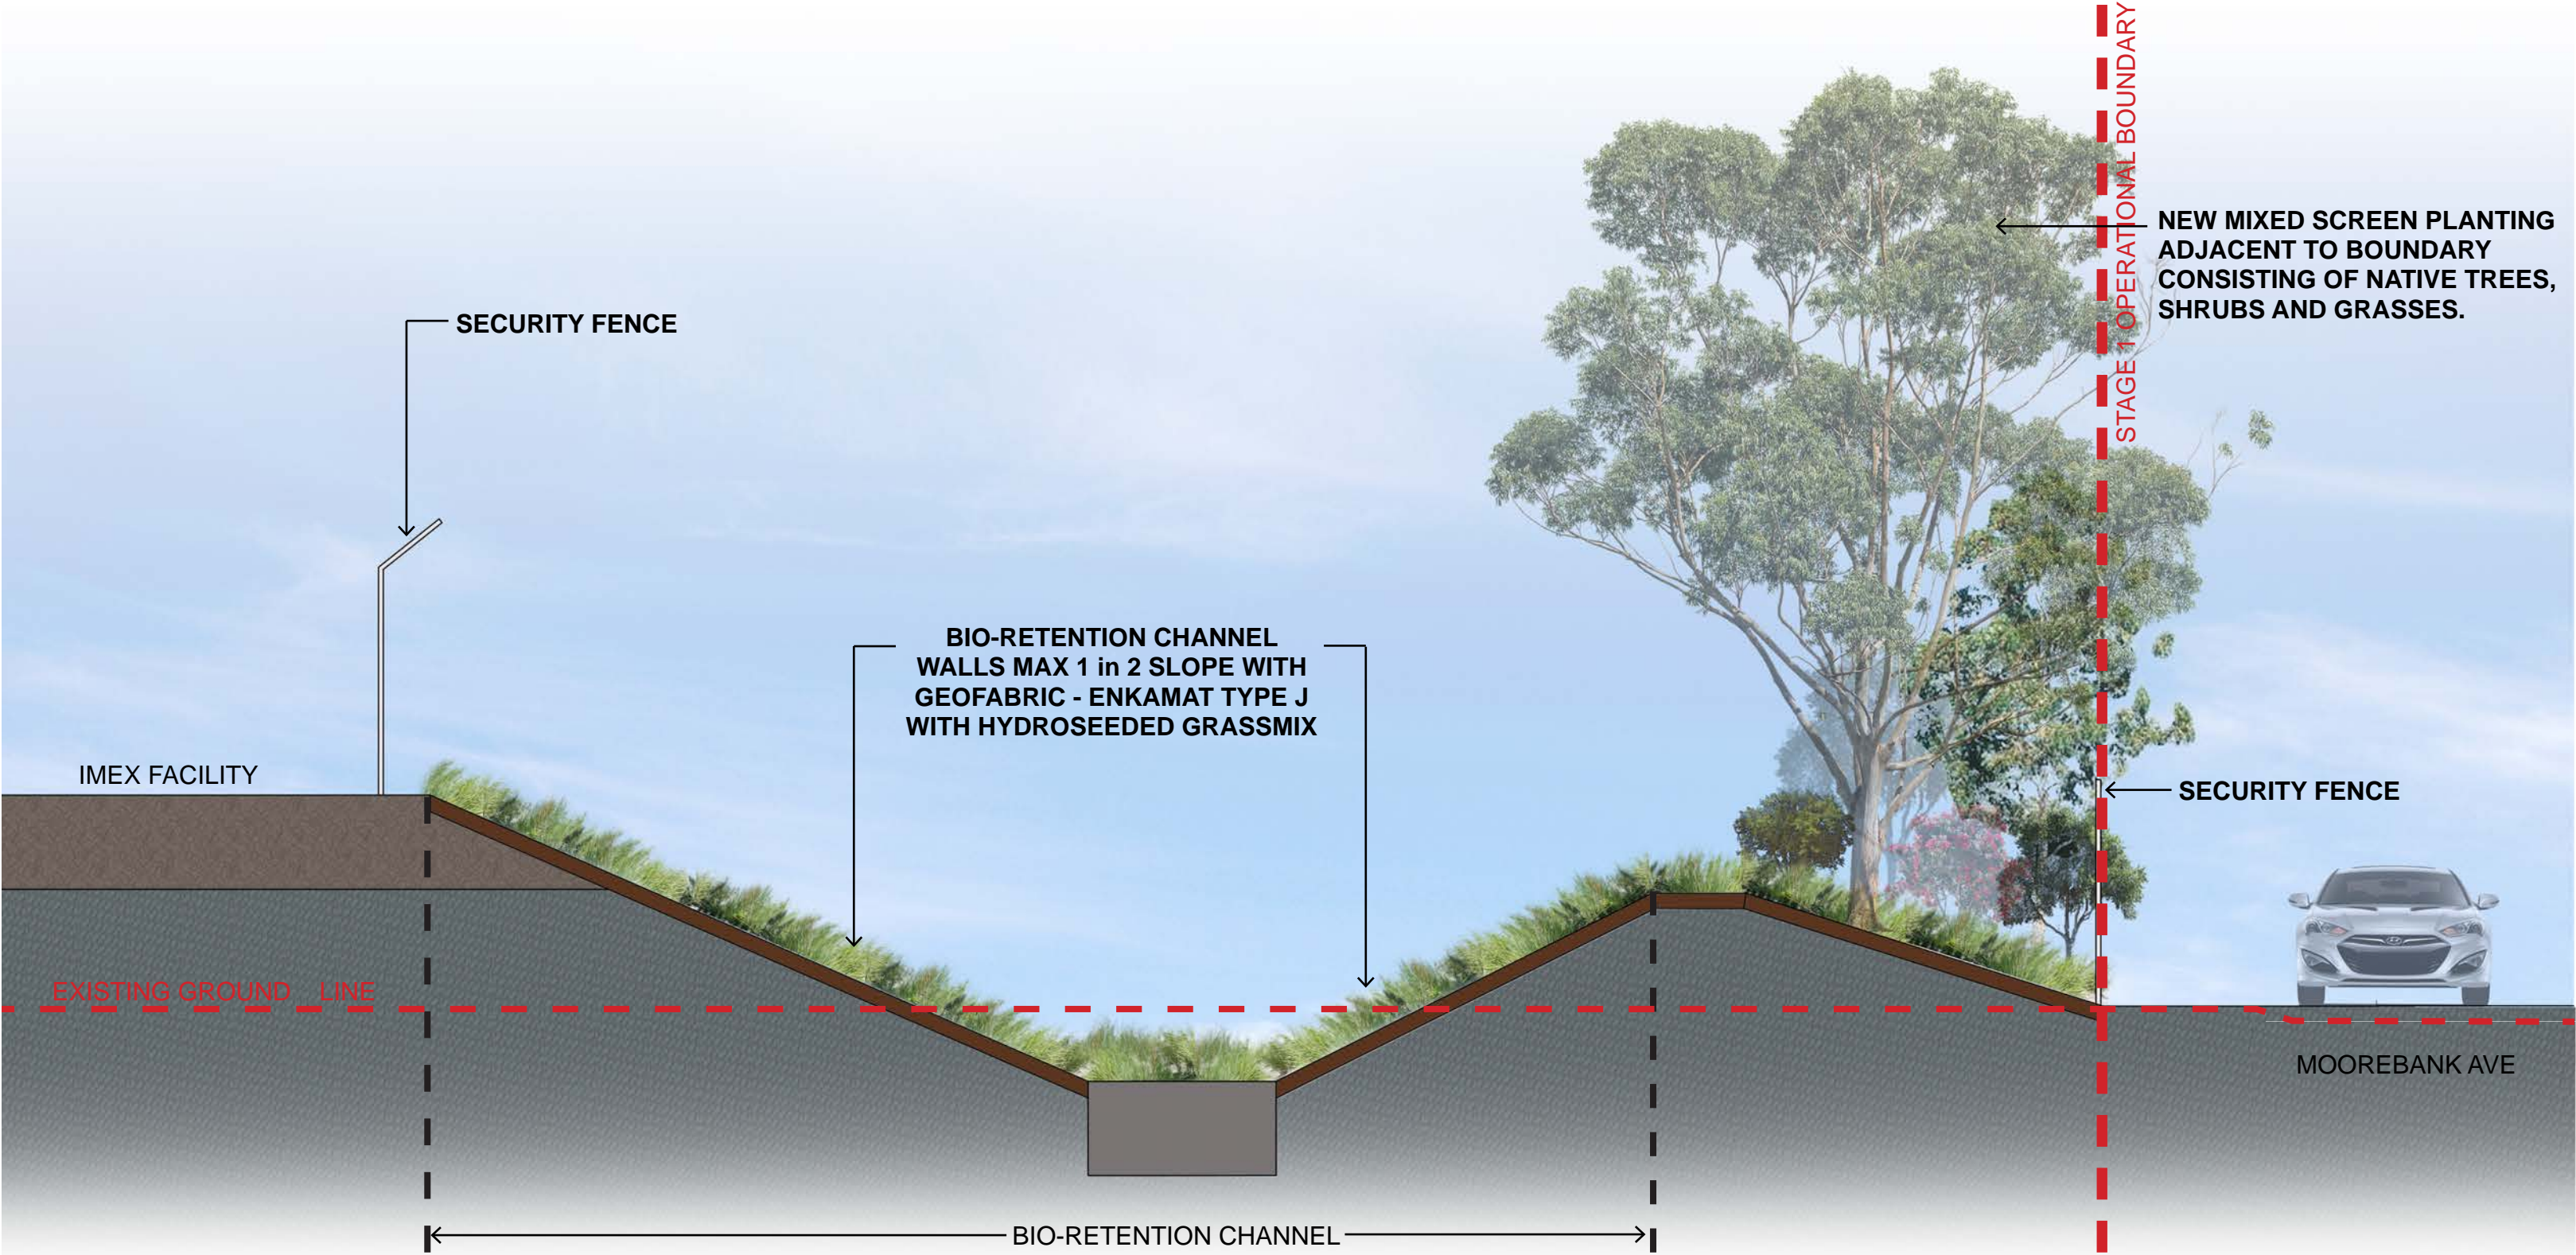 STAGE 1 OPERATIONAL BOUNDARY
NEW MIXED SCREEN PLANTING
ADJACENT TO BOUNDARY
CONSISTING OF NATIVE TREES,
SHRUBS AND GRASSES.
SECURITY FENCE
BIO-RETENTION CHANNEL
WALLS MAX 1 in 2 SLOPE WITH
GEOFABRIC - ENKAMAT TYPE J
WITH HYDROSEEDED GRASSMIX
IMEX FACILITY
SECURITY FENCE
EXISTING GROUND LINE
MOOREBANK AVE
BIO-RETENTION CHANNEL